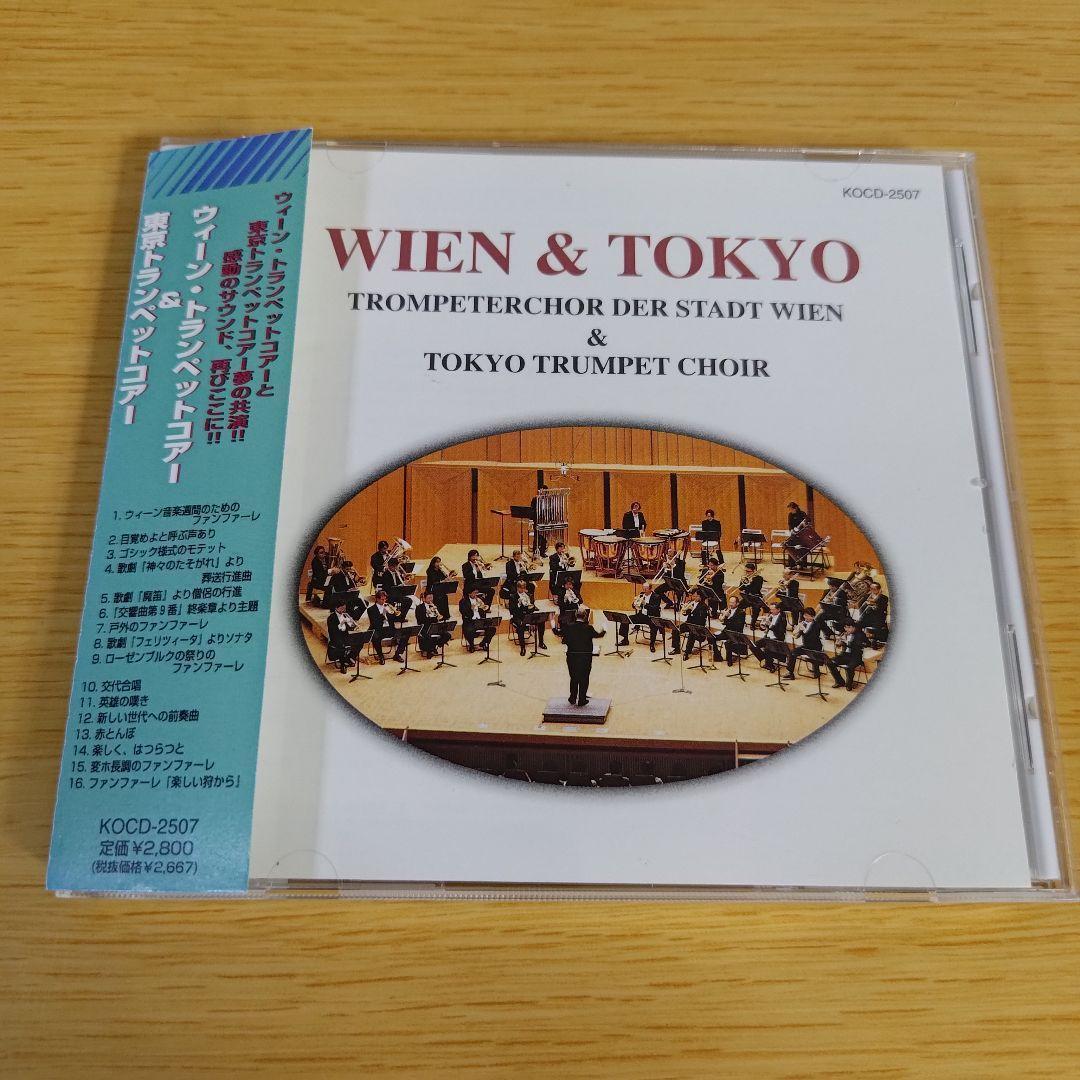 ウィーン・トランペットコアーと
東京トランペットコアー夢の共演!!
感動のサウンド、再びここに!!
ウィーン・トランペットコアー
&
東京トランペットコアー
1. ウィーン音楽週間のための
ファンファーレ
2. 目覚めよと呼ぶ声あり
3. ゴシック様式のモテット
4. 歌劇「神々のたそがれ」より
葬送行進曲
5. 歌劇「魔笛」より僧侶の行進
6.「交響曲第9番」終楽章より主題
7. 戸外のファンファーレ
8. 歌劇「フェリツィータ」よりソナタ
9. ローゼンブルクの祭りの
ファンファーレ
10. 交代合唱
11. 英雄の嘆き
12. 新しい世代への前奏曲
13. 赤とんぼ
14. 楽しく、はつらつと
15. 変ホ長調のファンファーレ
16. ファンファーレ「楽しい狩から」
KOCD-2507
定価¥2,800
(税抜価格¥2,667)
KOCD-2507
WIEN & TOKYO
TROMPETERCHOR DER STADT WIEN
&
TOKYO TRUMPET CHOIR